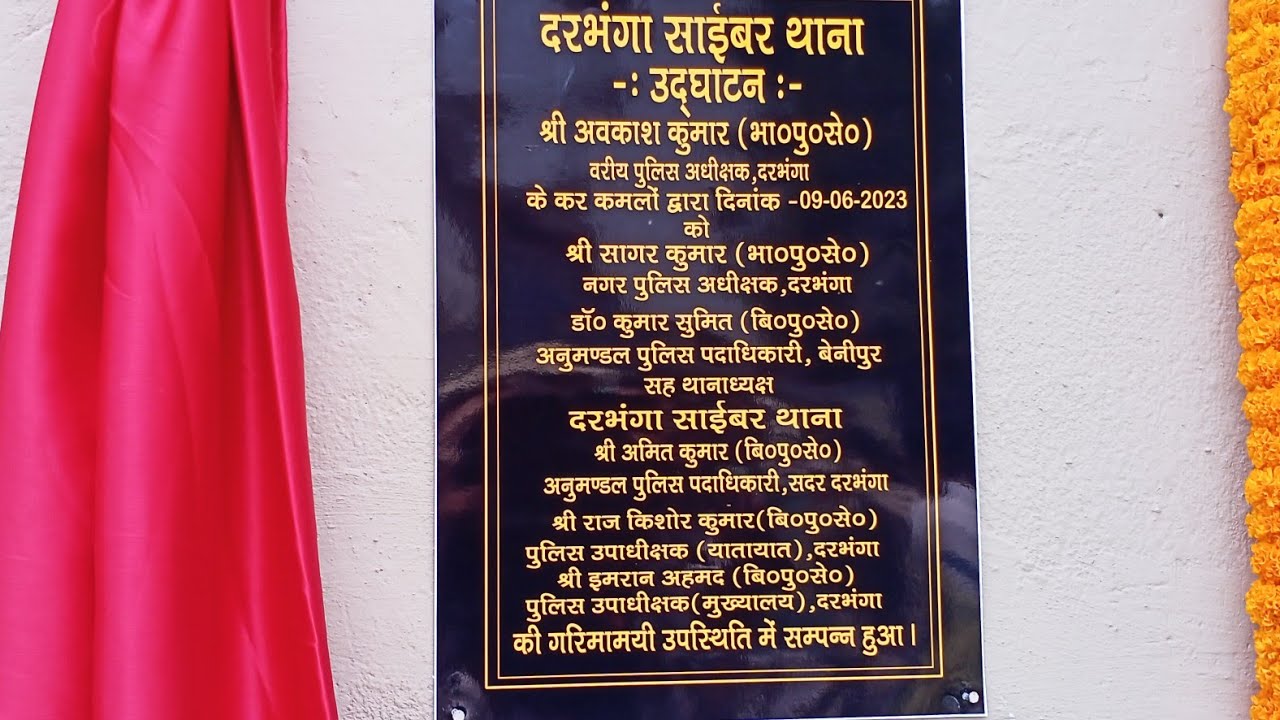 दरभंगा साईबर थाना
-: उद्घाटन :-
श्री अवकाश कुमार (भा०पु०से०)
वरीय पुलिस अधीक्षक,दरभंगा
के कर कमलों द्वारा दिनांक -09-06-2023
को
श्री सागर कुमार (भा०पु०से०)
नगर पुलिस अधीक्षक,दरभंगा
डॉ० कुमार सुमित (बि०पु०से०)
अनुमण्डल पुलिस पदाधिकारी, बेनीपुर
सह थानाध्यक्ष
दरभंगा साईबर थाना
श्री अमित कुमार (बि०पु०से०)
अनुमण्डल पुलिस पदाधिकारी,सदर दरभंगा
श्री राज किशोर कुमार(बि०पु०से०)
पुलिस उपाधीक्षक (यातायात),दरभंगा
श्री इमरान अहमद (बि०पु०से०)
पुलिस उपाधीक्षक(मुख्यालय),दरभंगा
की गरिमामयी उपस्थिति में सम्पन्न हुआ।